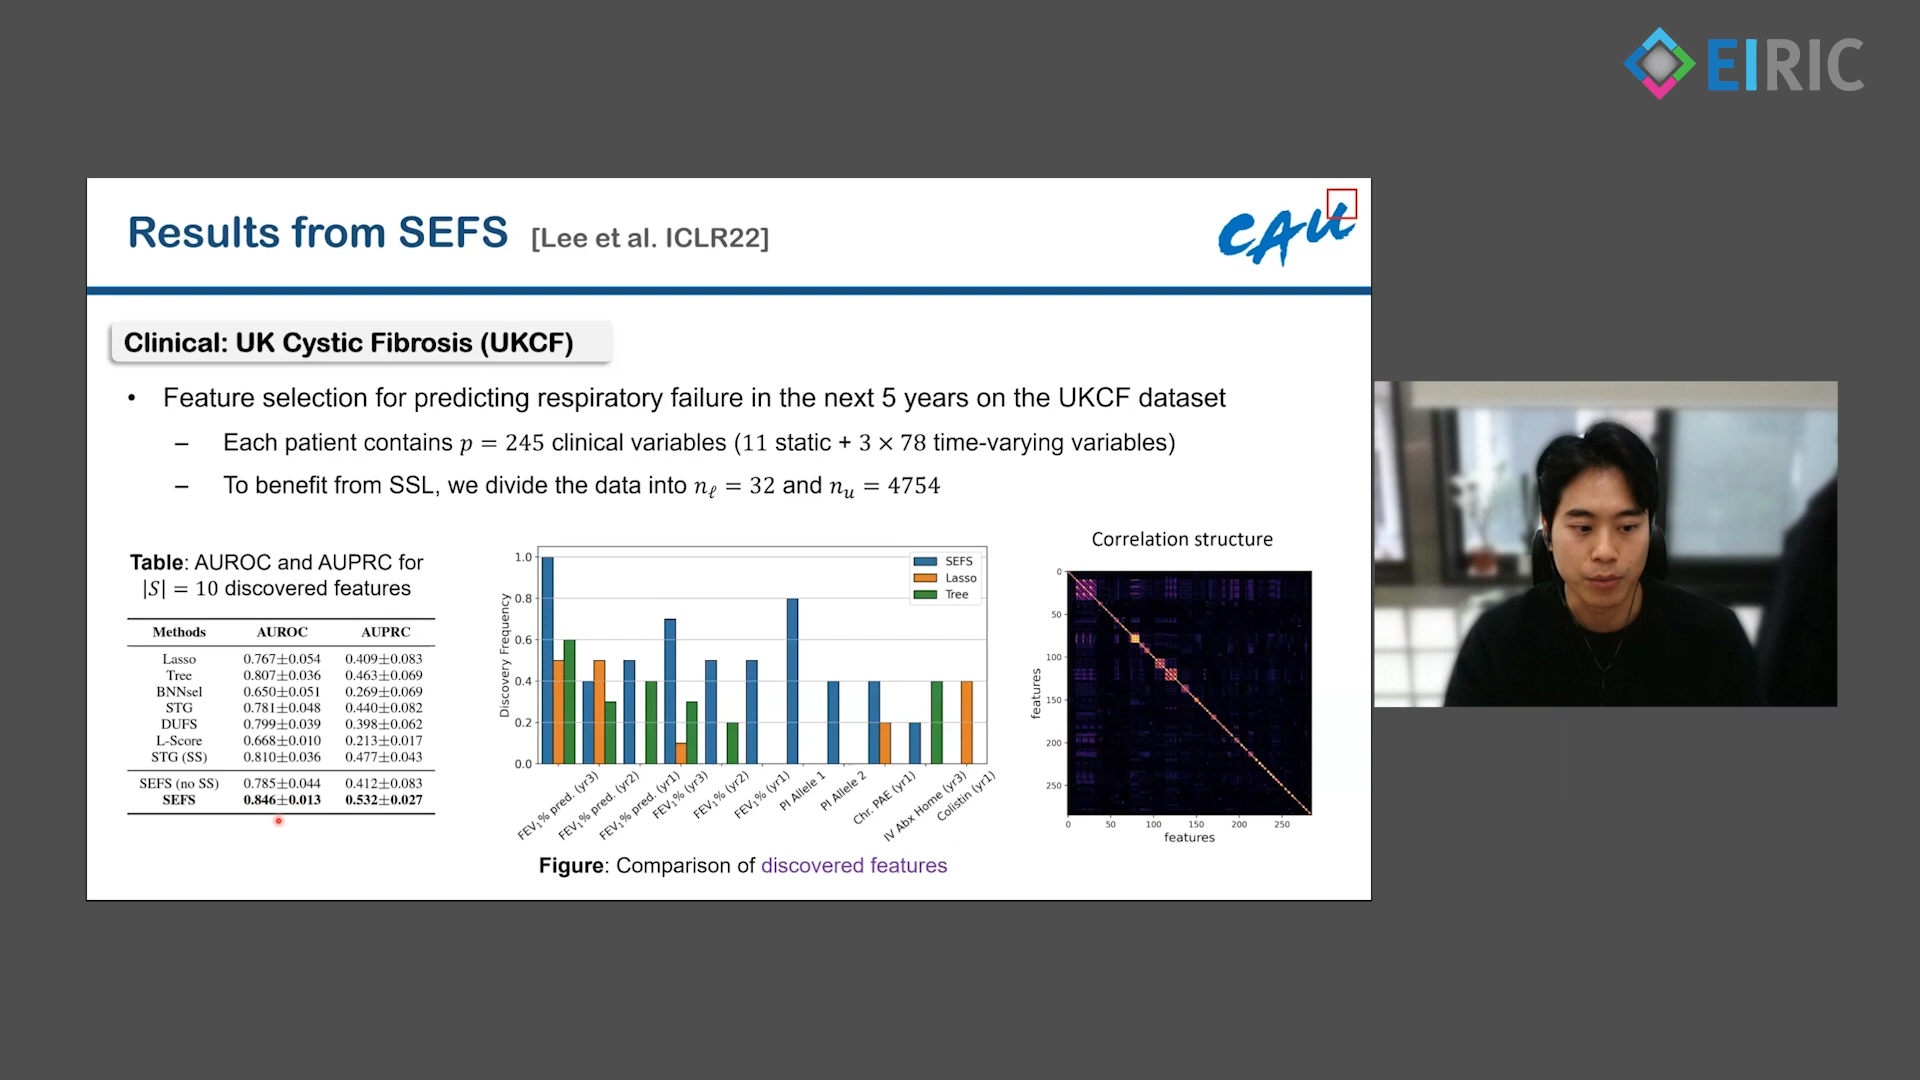 EIRIC
Results from SEFS [Lee et al. ICLR22]
CAU
Clinical: UK Cystic Fibrosis (UKCF)
• Feature selection for predicting respiratory failure in the next 5 years on the UKCF dataset
– Each patient contains p = 245 clinical variables (11 static + 3 × 78 time-varying variables)
– To benefit from SSL, we divide the data into nℓ = 32 and nu = 4754
Table: AUROC and AUPRC for
|S| = 10 discovered features
Methods AUROC AUPRC
Lasso 0.767±0.054 0.409±0.083
Tree 0.807±0.036 0.463±0.069
BNNsel 0.650±0.051 0.269±0.069
STG 0.781±0.048 0.440±0.082
DUFS 0.799±0.039 0.398±0.062
L-Score 0.668±0.010 0.213±0.017
STG (SS) 0.810±0.036 0.477±0.043
SEFS (no SS) 0.785±0.044 0.412±0.083
SEFS 0.846±0.013 0.532±0.027
Discovery Frequency
1.0
0.8
0.6
0.4
0.2
0.0
SEFS
Lasso
Tree
FEV1% pred. (yr3)
FEV1% pred. (yr2)
FEV1% pred. (yr1)
FEV1% (yr3)
FEV1% (yr2)
FEV1% (yr1)
PI Allele 1
PI Allele 2
Chr. PAE (yr1)
IV Abx Home (yr3)
Colistin (yr1)
Figure: Comparison of discovered features
Correlation structure
features
0
50
100
150
200
250
0 50 100 150 200 250
features